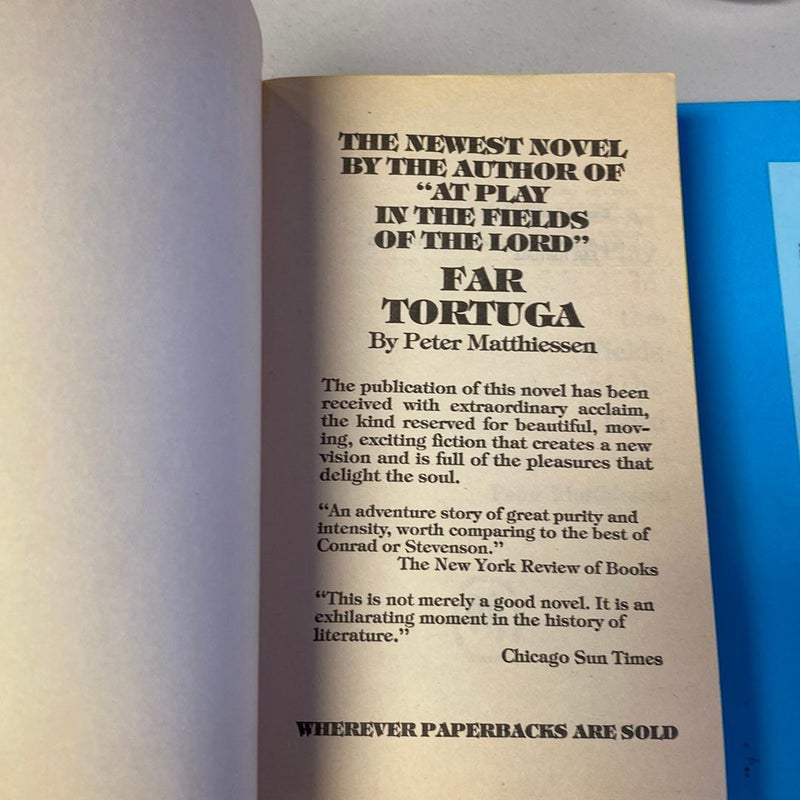 THE NEWEST NOVEL
BY THE AUTHOR OF
“AT PLAY
IN THE FIELDS
OF THE LORD”
FAR
TORTUGA
By Peter Matthiessen
The publication of this novel has been
received with extraordinary acclaim,
the kind reserved for beautiful, mov-
ing, exciting fiction that creates a new
vision and is full of the pleasures that
delight the soul.
“An adventure story of great purity and
intensity, worth comparing to the best of
Conrad or Stevenson.”
The New York Review of Books
“This is not merely a good novel. It is an
exhilarating moment in the history of
literature.”
Chicago Sun Times
WHEREVER PAPERBACKS ARE SOLD